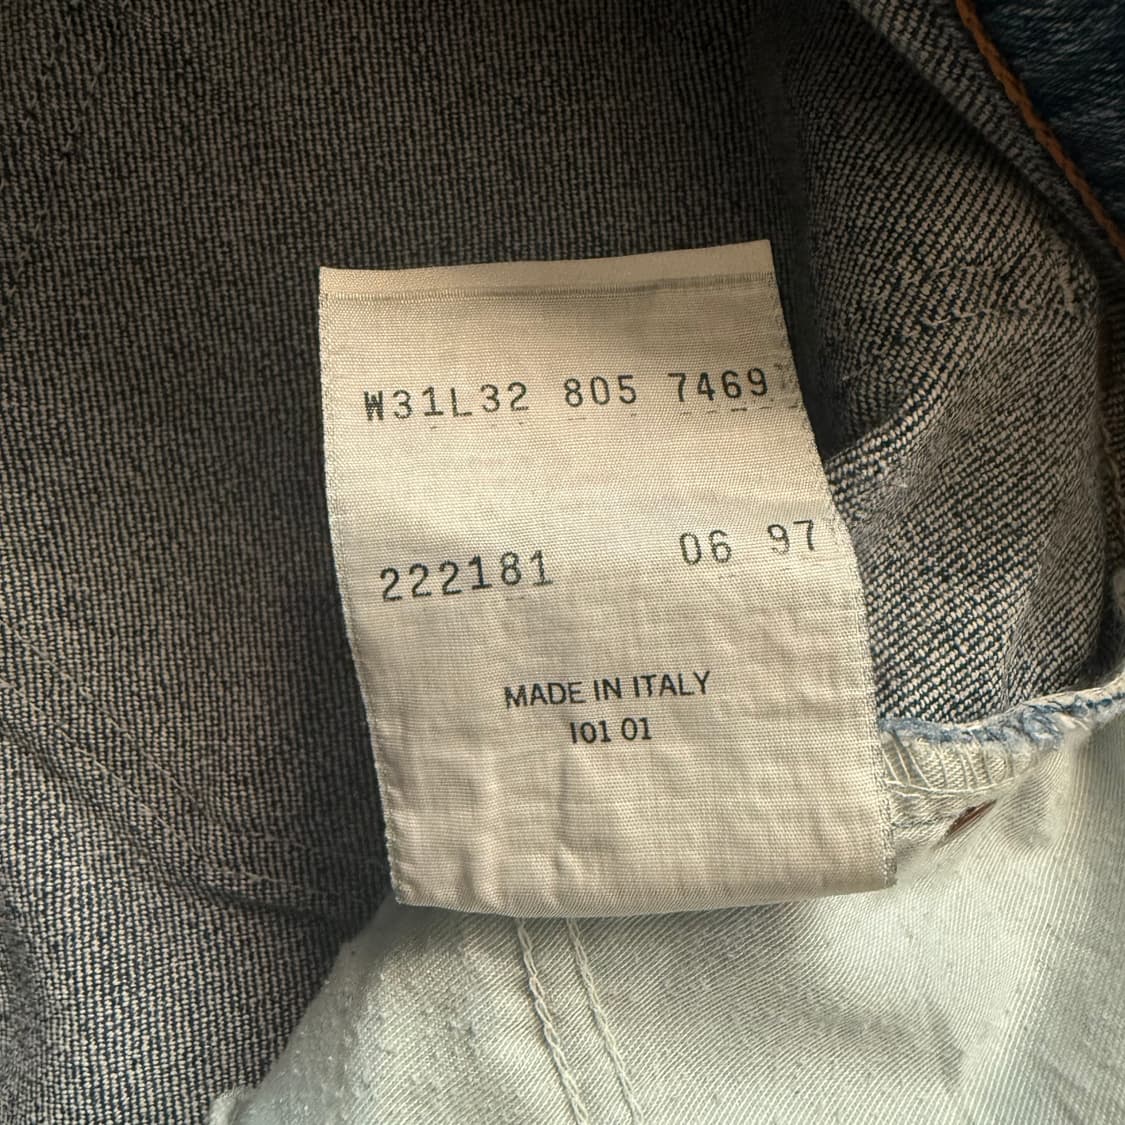 W31L32 805 7469
222181 06 97
MADE IN ITALY
I01 01